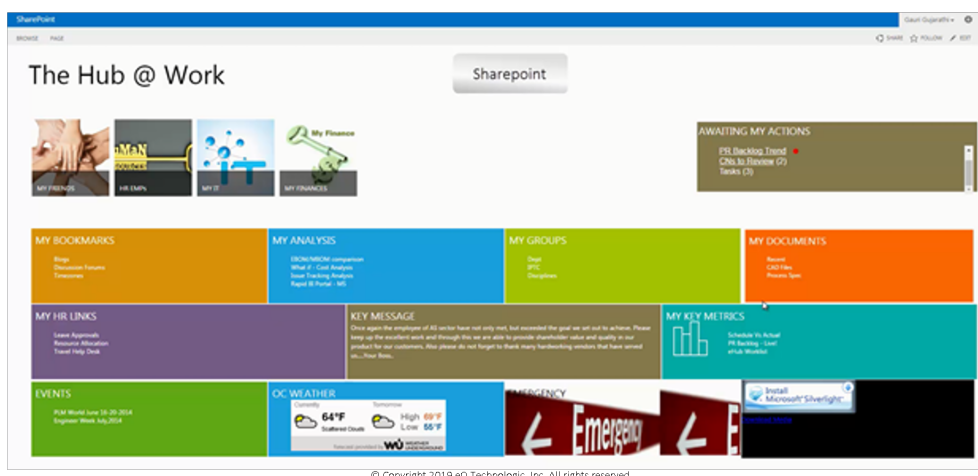 SharePoint
Gauri Gujarathi
BROWSE PAGE
SHARE FOLLOW EDIT
The Hub @ Work
Sharepoint
My Finance
MY FRIENDS
HR EMPs
MY IT
MY FINANCES
AWAITING MY ACTIONS
PR Backlog Trend
CNs to Review (2)
Tasks (3)
MY BOOKMARKS
Blogs
Discussion Forums
Timezones
MY ANALYSIS
EBOM/MBOM comparison
What if - Cost Analysis
Issue Tracking Analysis
Rapid BI Portal - MS
MY GROUPS
Dept
IPTC
Disciplines
MY DOCUMENTS
Recent
CAD Files
Process Spec
MY HR LINKS
Leave Approvals
Resource Allocation
Travel Help Desk
KEY MESSAGE
Once again the employee of AS sector have not only met, but exceeded the goal we set out to achieve. Please
keep up the excellent work and through this we are able to provide shareholder value and quality in our
product for our customers. Also please do not forget to thank many hardworking vendors that have served
us....Your Boss.
MY KEY METRICS
Schedule Vs Actual
PR Backlog - Live!
eHub Worklist
EVENTS
PLM World June 16-20-2014
Engineer Week July,2014
OC WEATHER
Currently
64°F
Scattered Clouds
Tomorrow
High 69°F
Low 55°F
Forecast provided by WU WEATHER UNDERGROUND
EMERGENCY
Emergency
E
Install
Microsoft Silverlight
© Copyright 2019 eQ Technologic, Inc. All rights reserved.